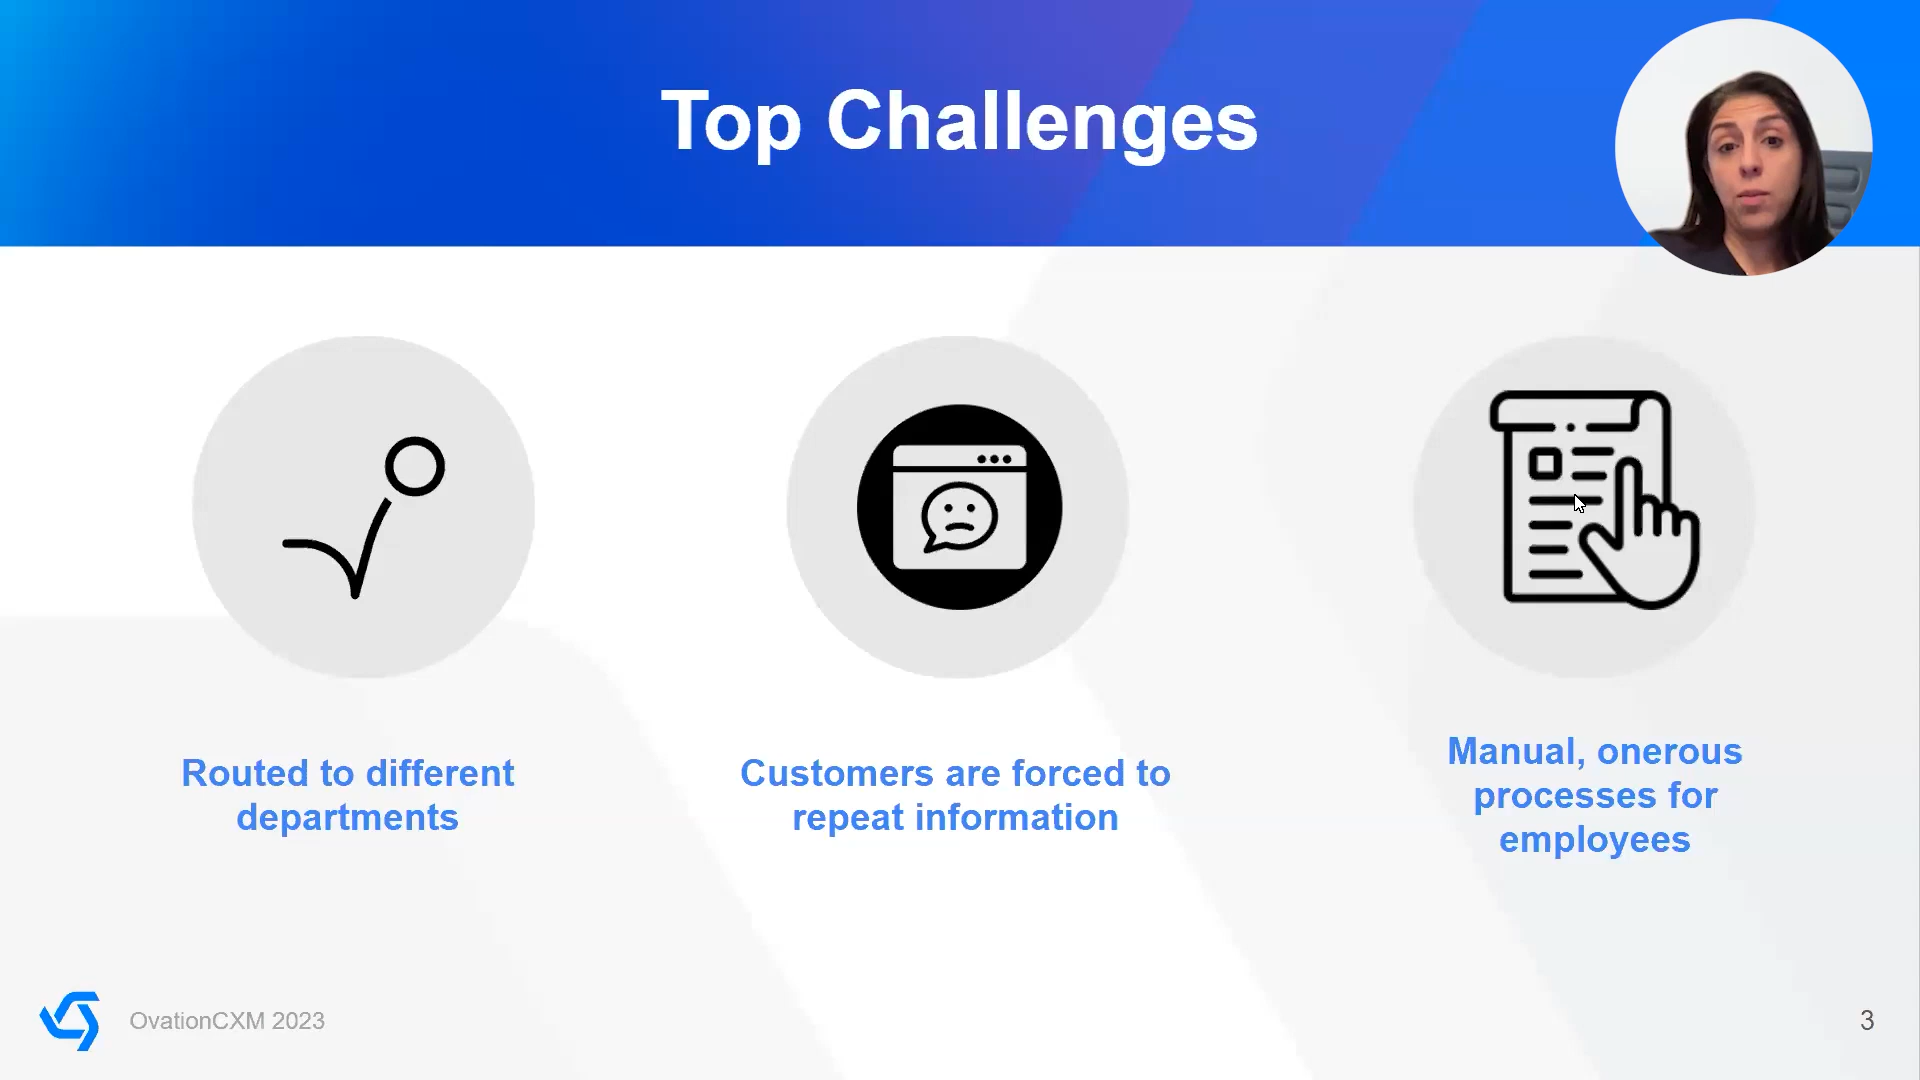 Top Challenges
Routed to different
departments
Customers are forced to
repeat information
Manual, onerous
processes for
employees
OvationCXM 2023
3